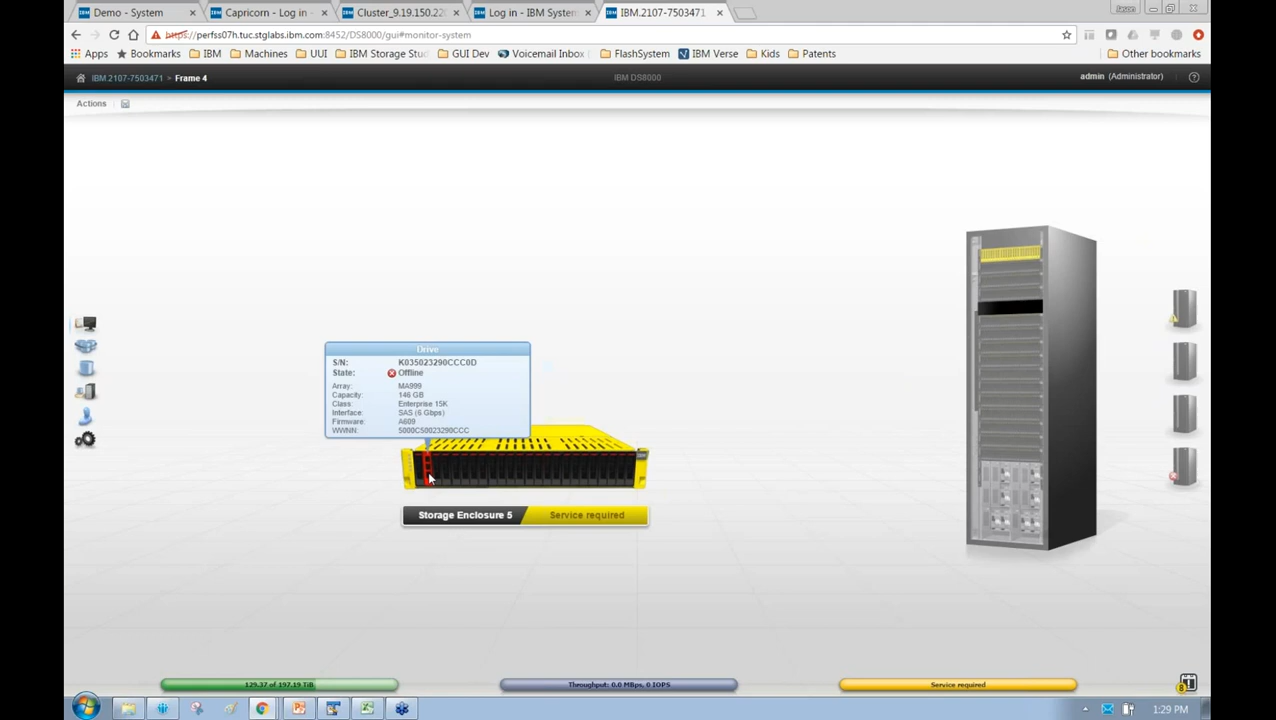 Demo - System
Capricorn - Log in -
Cluster_9.19.150.220
Log in - IBM System
IBM.2107-7503471
https://perfss07h.tuc.stglabs.ibm.com:8452/DS8000/gui#monitor-system
Apps Bookmarks IBM Machines UUI IBM Storage Stud GUI Dev Voicemail Inbox FlashSystem IBM Verse Kids Patents Other bookmarks
IBM.2107-7503471 > Frame 4
IBM DS8000
admin (Administrator)
Actions
Drive
S/N: K035023290CCC0D
State: Offline
Array: MA999
Capacity: 146 GB
Class: Enterprise 15K
Interface: SAS (6 Gbps)
Firmware: A609
WWNN: 5000C50023290CCC
Storage Enclosure 5 Service required
129.37 of 197.19 TiB
Throughput: 0.0 MBps, 0 IOPS
Service required
8
1:29 PM